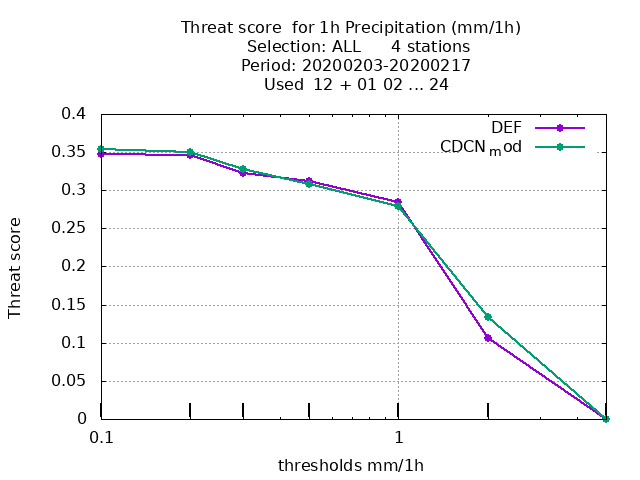 Threat score  for 1h Precipitation (mm/1h)
Selection: ALL      4 stations
Period: 20200203-20200217
Used  12 + 01 02 ... 24
DEF
CDCNmod
0.4
0.35
0.3
0.25
0.2
0.15
0.1
0.05
0
Threat score
0.1
1
thresholds mm/1h